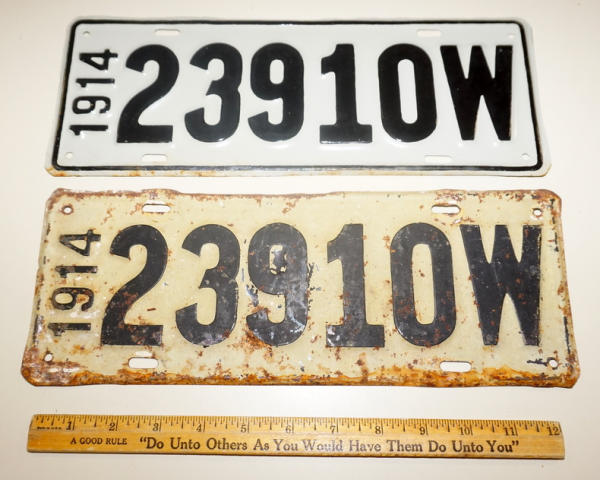 1914 23910W
1914 23910W
1 2 3 4 5 6 7 8 9 10 11 12
A GOOD RULE "Do Unto Others As You Would Have Them Do Unto You"